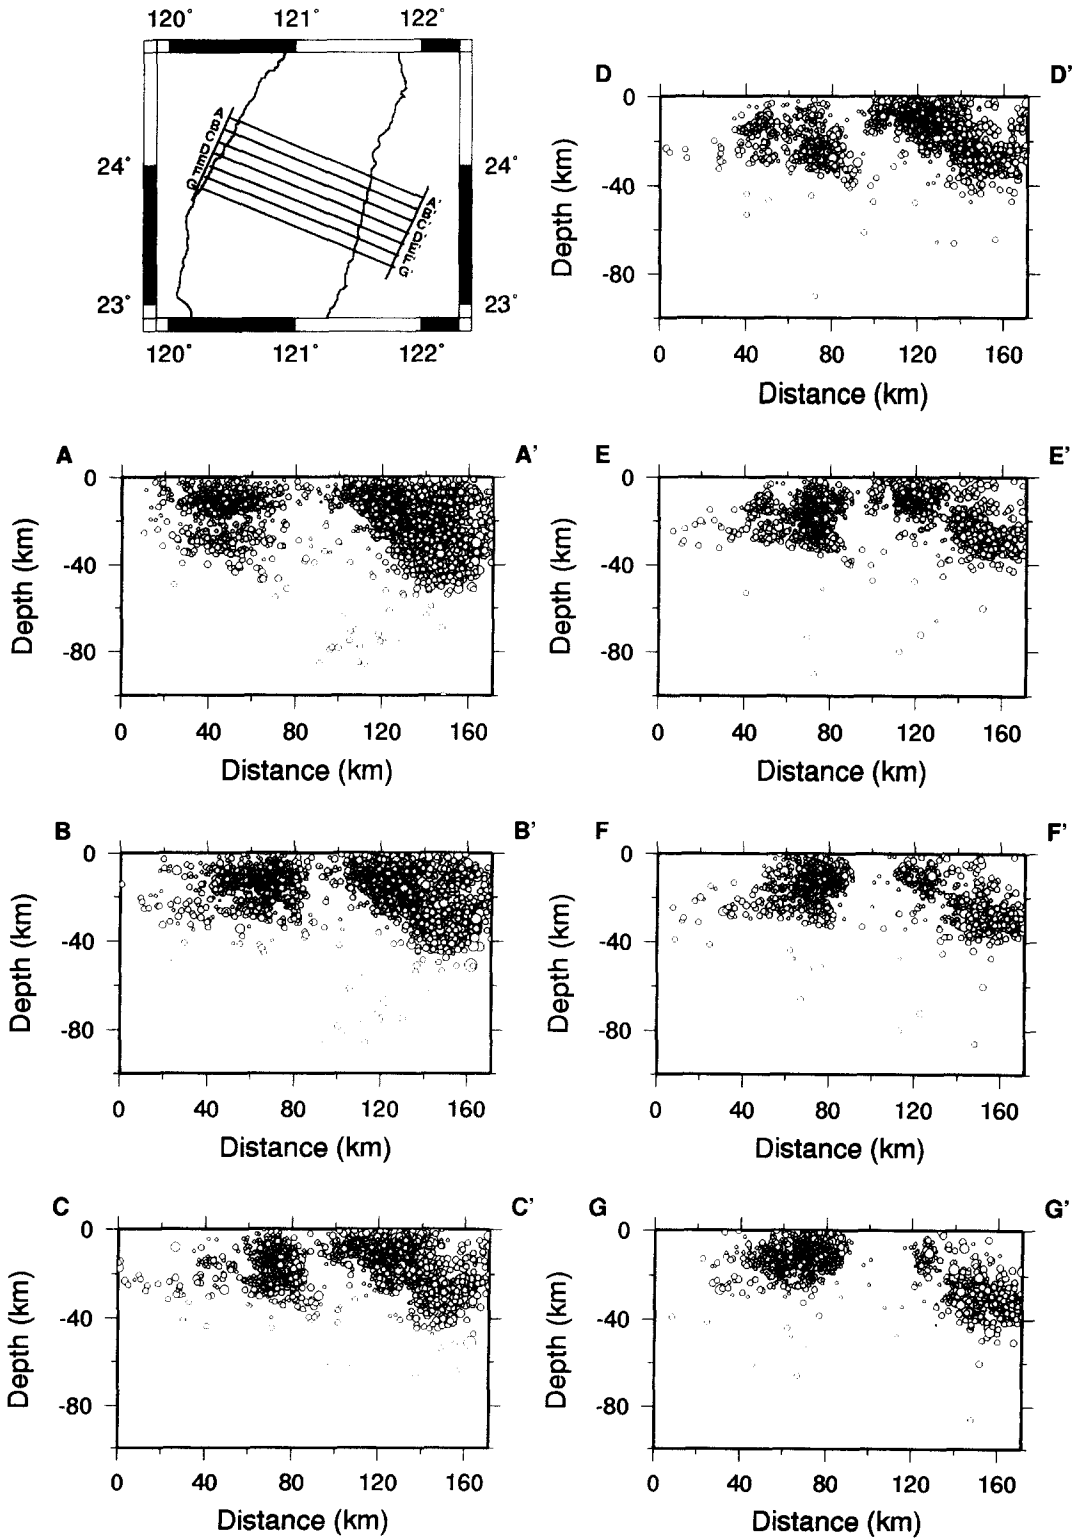 120° 121° 122°
A
B
C
D
E
F
G
A'
B'
C'
D'
E'
F'
G'
24° 24°
23° 23°
120° 121° 122°
D D'
0
-40
-80
Depth (km)
0 40 80 120 160
Distance (km)
A A'
0
-40
-80
Depth (km)
0 40 80 120 160
Distance (km)
E E'
0
-40
-80
Depth (km)
0 40 80 120 160
Distance (km)
B B'
0
-40
-80
Depth (km)
0 40 80 120 160
Distance (km)
F F'
0
-40
-80
Depth (km)
0 40 80 120 160
Distance (km)
C C'
0
-40
-80
Depth (km)
0 40 80 120 160
Distance (km)
G G'
0
-40
-80
Depth (km)
0 40 80 120 160
Distance (km)